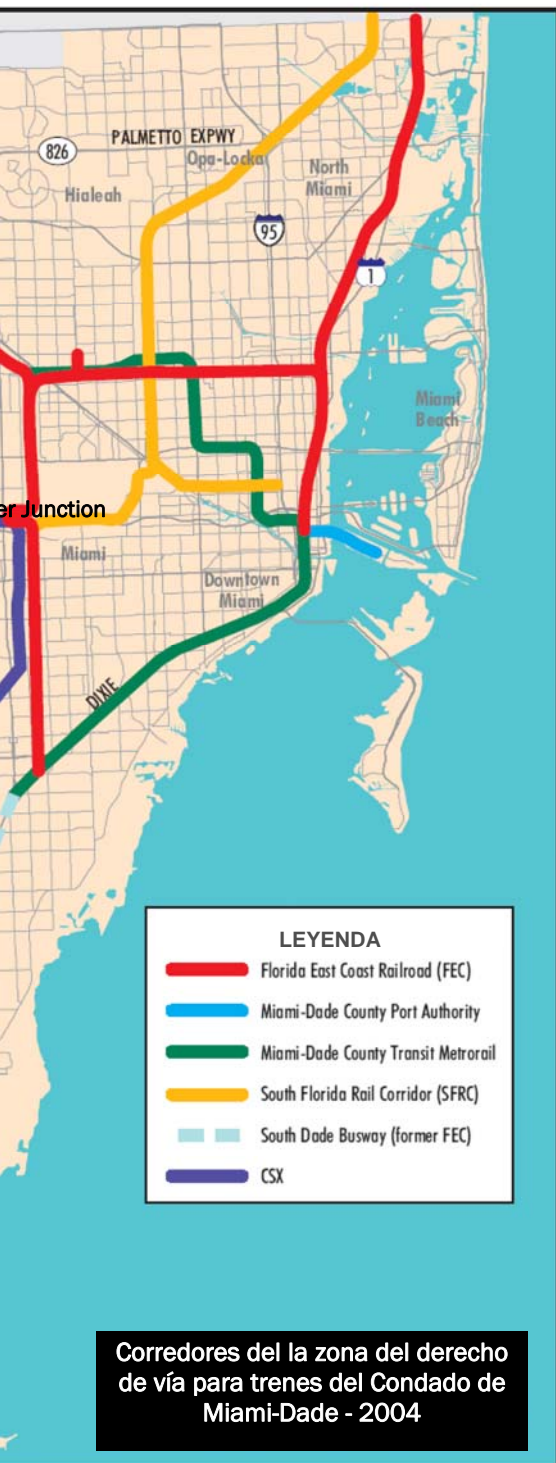 PALMETTO EXPWY
826
Opa-Locka
North
Miami
Hialeah
95
1
Miami
Beach
er Junction
Miami
Downtown
Miami
DIXIE
LEYENDA
Florida East Coast Railroad (FEC)
Miami-Dade County Port Authority
Miami-Dade County Transit Metrorail
South Florida Rail Corridor (SFRC)
South Dade Busway (former FEC)
CSX
Corredores del la zona del derecho
de vía para trenes del Condado de
Miami-Dade - 2004